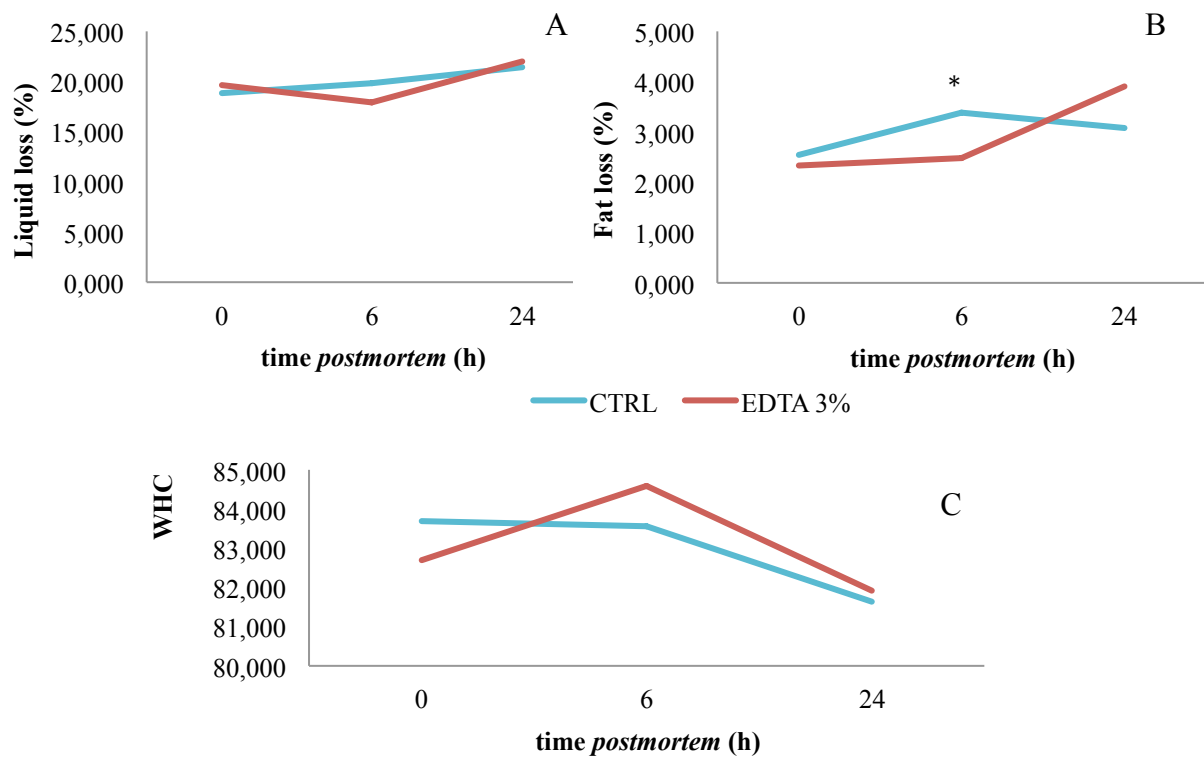 A
Liquid loss (%)
25,000
20,000
15,000
10,000
5,000
0,000
0 6 24
time postmortem (h)
B
Fat loss (%)
5,000
4,000
3,000
2,000
1,000
0,000
*
0 6 24
time postmortem (h)
CTRL EDTA 3%
WHC
85,000
84,000
83,000
82,000
81,000
80,000
C
0 6 24
time postmortem (h)